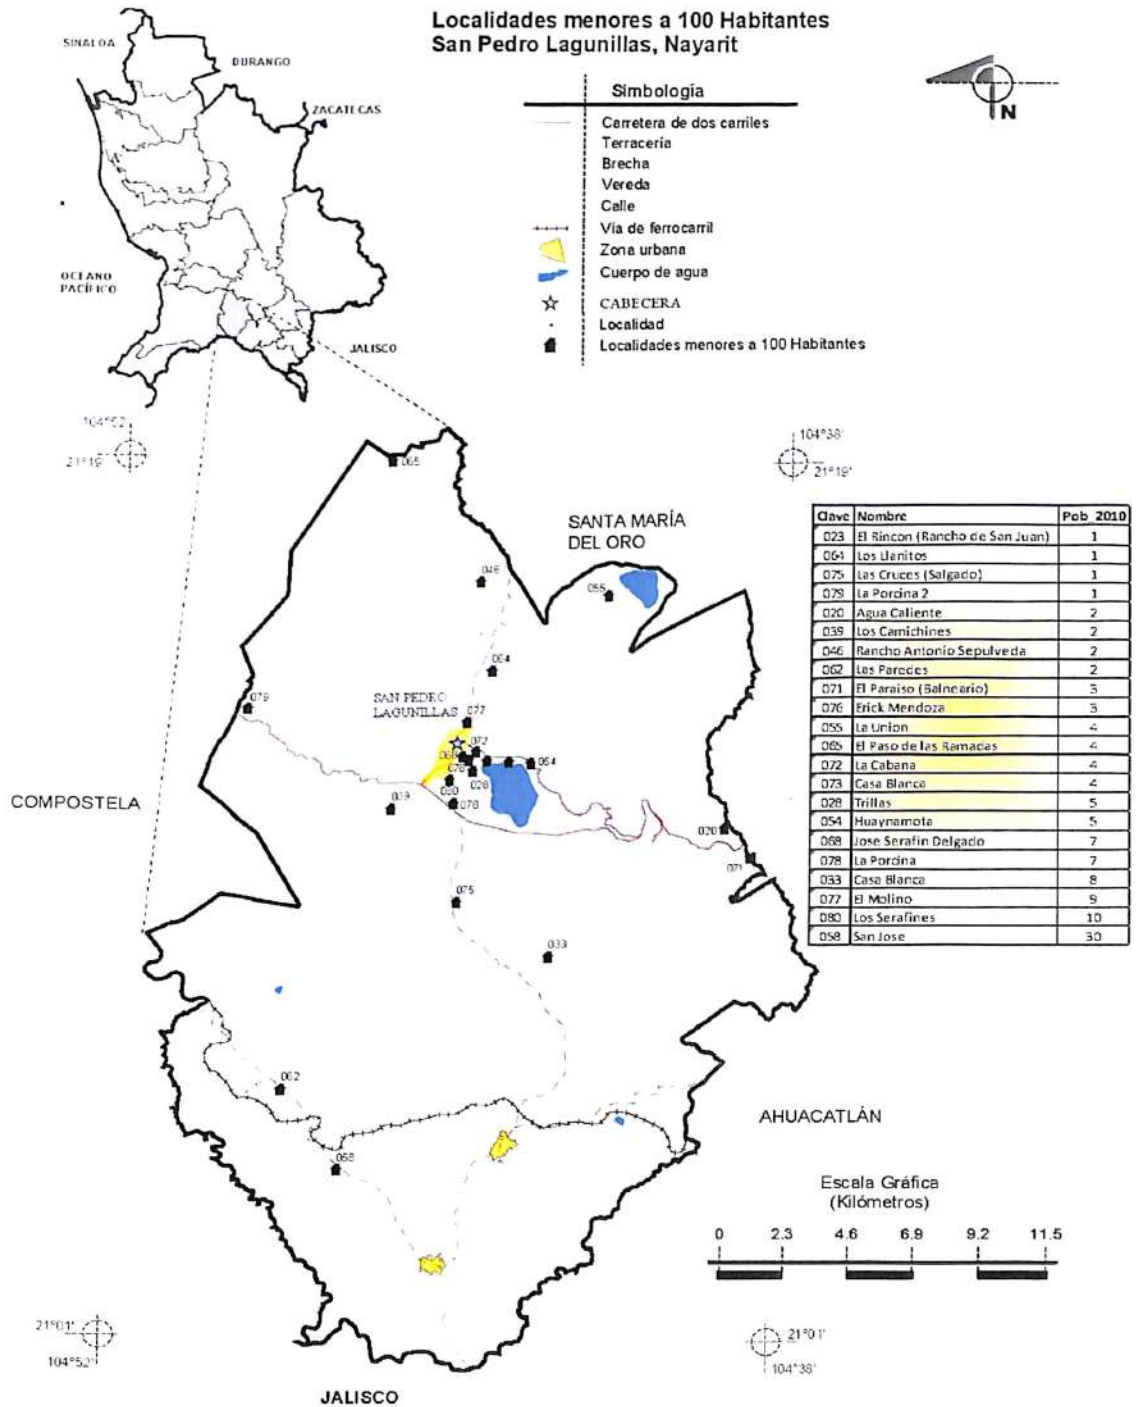 Localidades menores a 100 Habitantes
San Pedro Lagunillas, Nayarit
SINALOA
DURANGO
ZACATECAS
OCEANO
PACÍFICO
JALISCO
Simbología
Carretera de dos carriles
Terracería
Brecha
Vereda
Calle
Vía de ferrocarril
Zona urbana
Cuerpo de agua
CABECERA
Localidad
Localidades menores a 100 Habitantes
N
104°52'
21°19'
104°38'
21°19'
065
SANTA MARÍA
DEL ORO
046
055
064
079
SAN PEDRO
LAGUNILLAS
077
072
054
028
080
078
039
COMPOSTELA
020
071
075
033
062
058
AHUACATLÁN
JALISCO
Clave Nombre Pob_2010
023 El Rincon (Rancho de San Juan) 1
064 Los Llanitos 1
075 Las Cruces (Salgado) 1
079 La Porcina 2 1
020 Agua Caliente 2
039 Los Camichines 2
046 Rancho Antonio Sepulveda 2
062 Las Paredes 2
071 El Paraiso (Balneario) 3
076 Erick Mendoza 3
055 La Union 4
065 El Paso de las Ramadas 4
072 La Cabana 4
073 Casa Blanca 4
028 Trillas 5
054 Huaynamota 5
068 Jose Serafin Delgado 7
078 La Porcina 7
033 Casa Blanca 8
077 El Molino 9
080 Los Serafines 10
058 San Jose 30
Escala Gráfica
(Kilómetros)
0 2.3 4.6 6.9 9.2 11.5
21°01'
104°52'
21°01'
104°38'